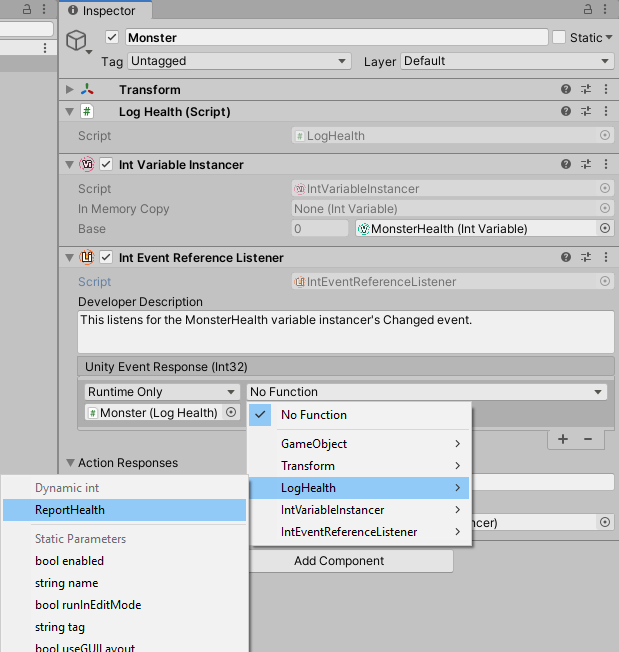 Inspector
Monster
Static
Tag Untagged Layer Default
Transform
# Log Health (Script)
Script # LogHealth
Int Variable Instancer
Script IntVariableInstancer
In Memory Copy None (Int Variable)
Base 0 MonsterHealth (Int Variable)
Int Event Reference Listener
Script IntEventReferenceListener
Developer Description
This listens for the MonsterHealth variable instancer's Changed event.
Unity Event Response (Int32)
Runtime Only No Function
# Monster (Log Health)
No Function
GameObject
Transform
LogHealth
IntVariableInstancer
IntEventReferenceListener
+ −
Action Responses
Dynamic int
ReportHealth
Static Parameters
bool enabled
string name
bool runInEditMode
string tag
bool useGUILayout
cer)
Add Component